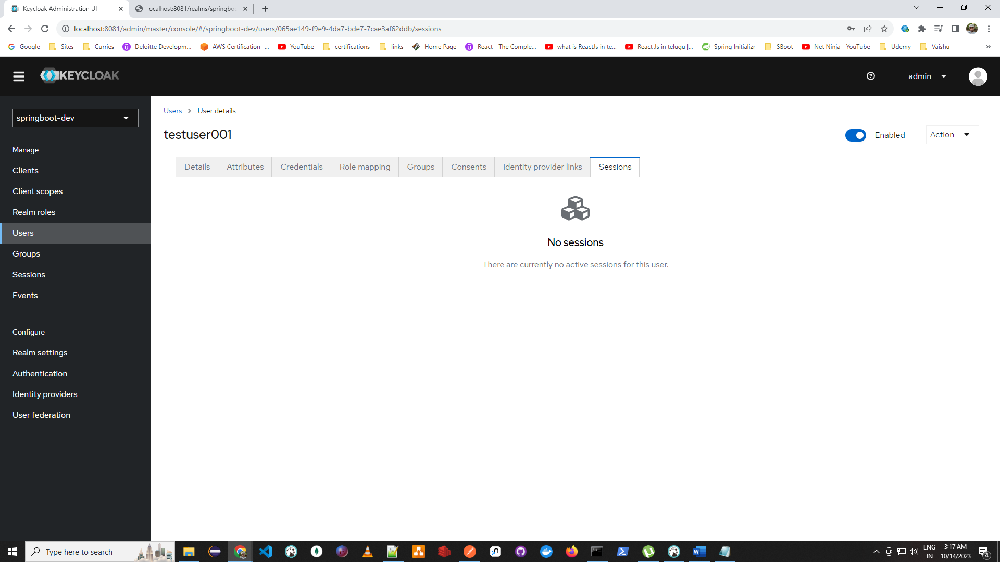 Keycloak Administration UI
localhost:8081/realms/springboo
localhost:8081/admin/master/console/#/springboot-dev/users/065ae149-f9e9-4da7-bde7-7cae3af62ddb/sessions
Google Sites Curries Deloitte Developm... AWS Certification -... YouTube certifications links Home Page React - The Comple... what is ReactJs in te... React Js in telugu |... Spring Initializr SBoot Net Ninja - YouTube Udemy Vaishu »
KEYCLOAK
admin
springboot-dev
Manage
Clients
Client scopes
Realm roles
Users
Groups
Sessions
Events
Configure
Realm settings
Authentication
Identity providers
User federation
Users > User details
testuser001
Enabled
Action
Details Attributes Credentials Role mapping Groups Consents Identity provider links Sessions
No sessions
There are currently no active sessions for this user.
Type here to search
ENG
IN
3:17 AM
10/14/2023
4